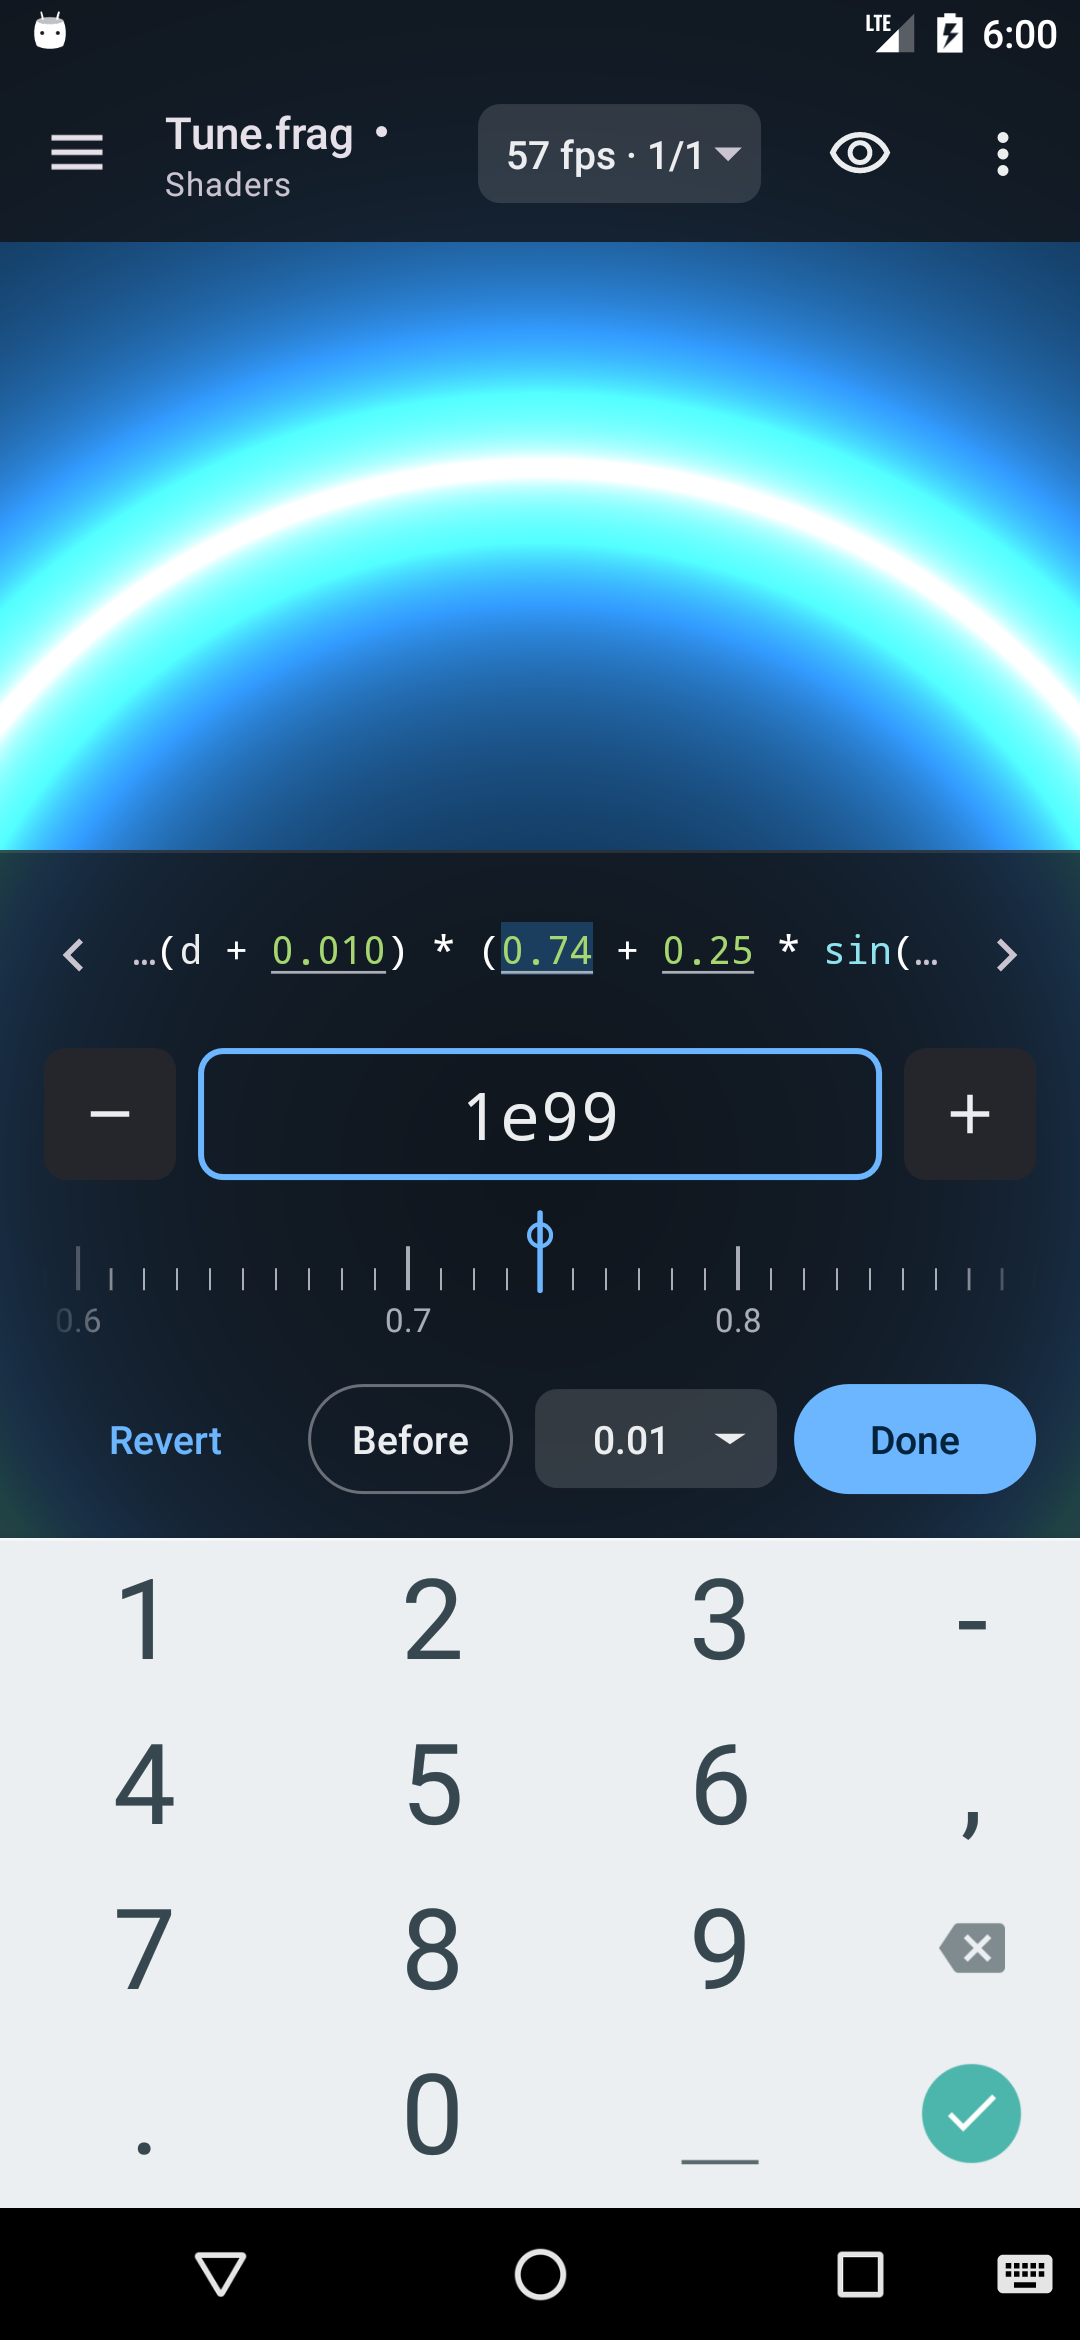 LTE 6:00
Tune.frag •
57 fps · 1/1
Shaders
…(d + 0.010) * (0.74 + 0.25 * sin(…
− 1e99 +
0.6 0.7 0.8
Revert Before 0.01 Done
1 2 3 -
4 5 6 ,
7 8 9
. 0 _